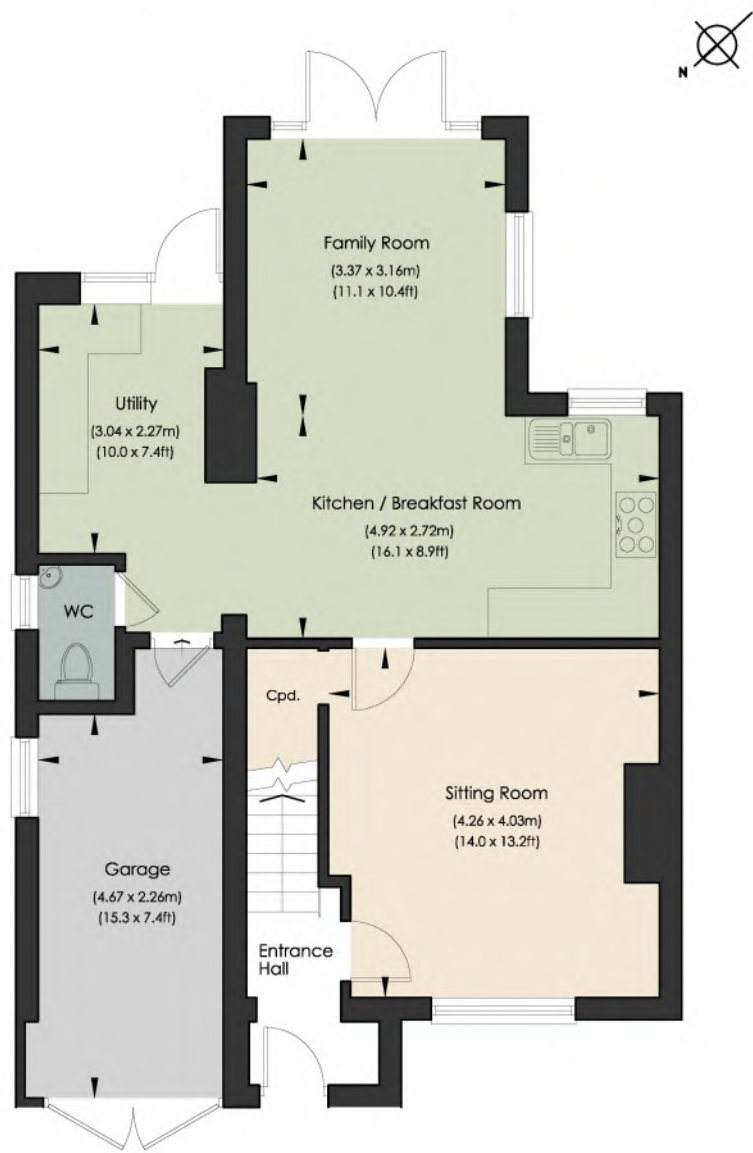 N
Family Room
(3.37 x 3.16m)
(11.1 x 10.4ft)
Utility
(3.04 x 2.27m)
(10.0 x 7.4ft)
Kitchen / Breakfast Room
(4.92 x 2.72m)
(16.1 x 8.9ft)
WC
Cpd.
Sitting Room
(4.26 x 4.03m)
(14.0 x 13.2ft)
Garage
(4.67 x 2.26m)
(15.3 x 7.4ft)
Entrance
Hall